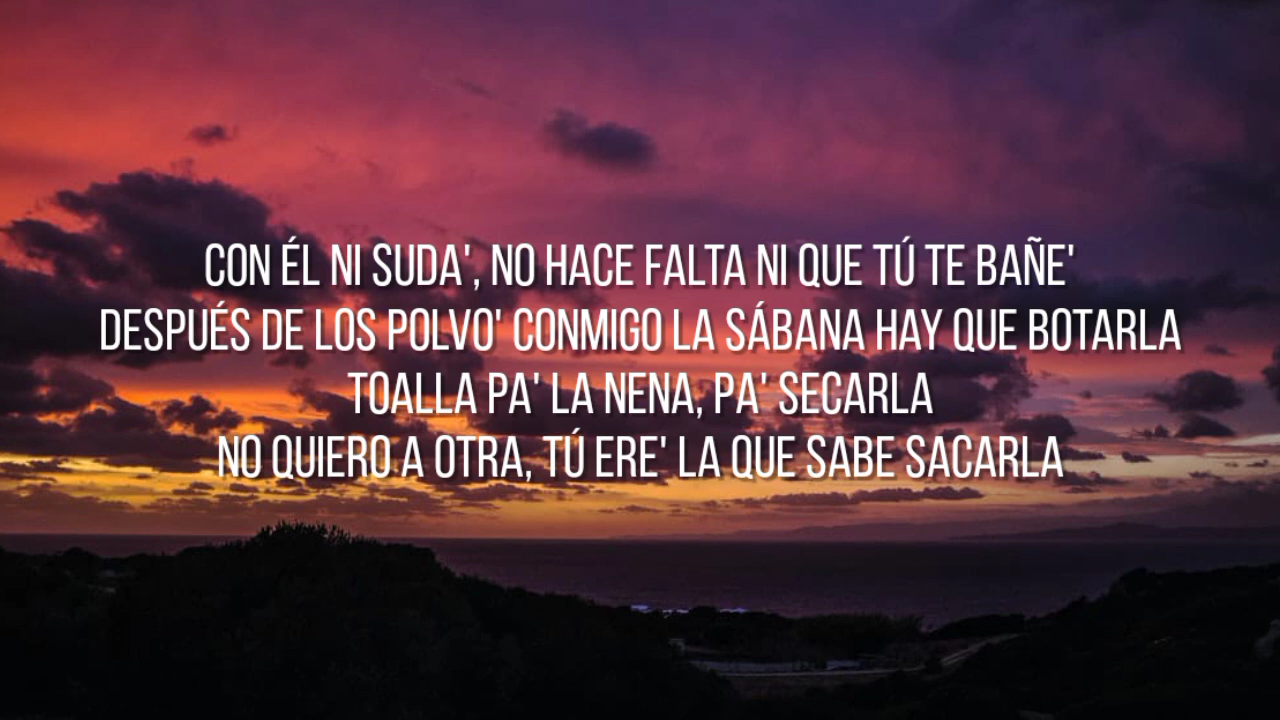 CON ÉL NI SUDA', NO HACE FALTA NI QUE TÚ TE BAÑE'
DESPUÉS DE LOS POLVO' CONMIGO LA SÁBANA HAY QUE BOTARLA
TOALLA PA' LA NENA, PA' SECARLA
NO QUIERO A OTRA, TÚ ERE' LA QUE SABE SACARLA